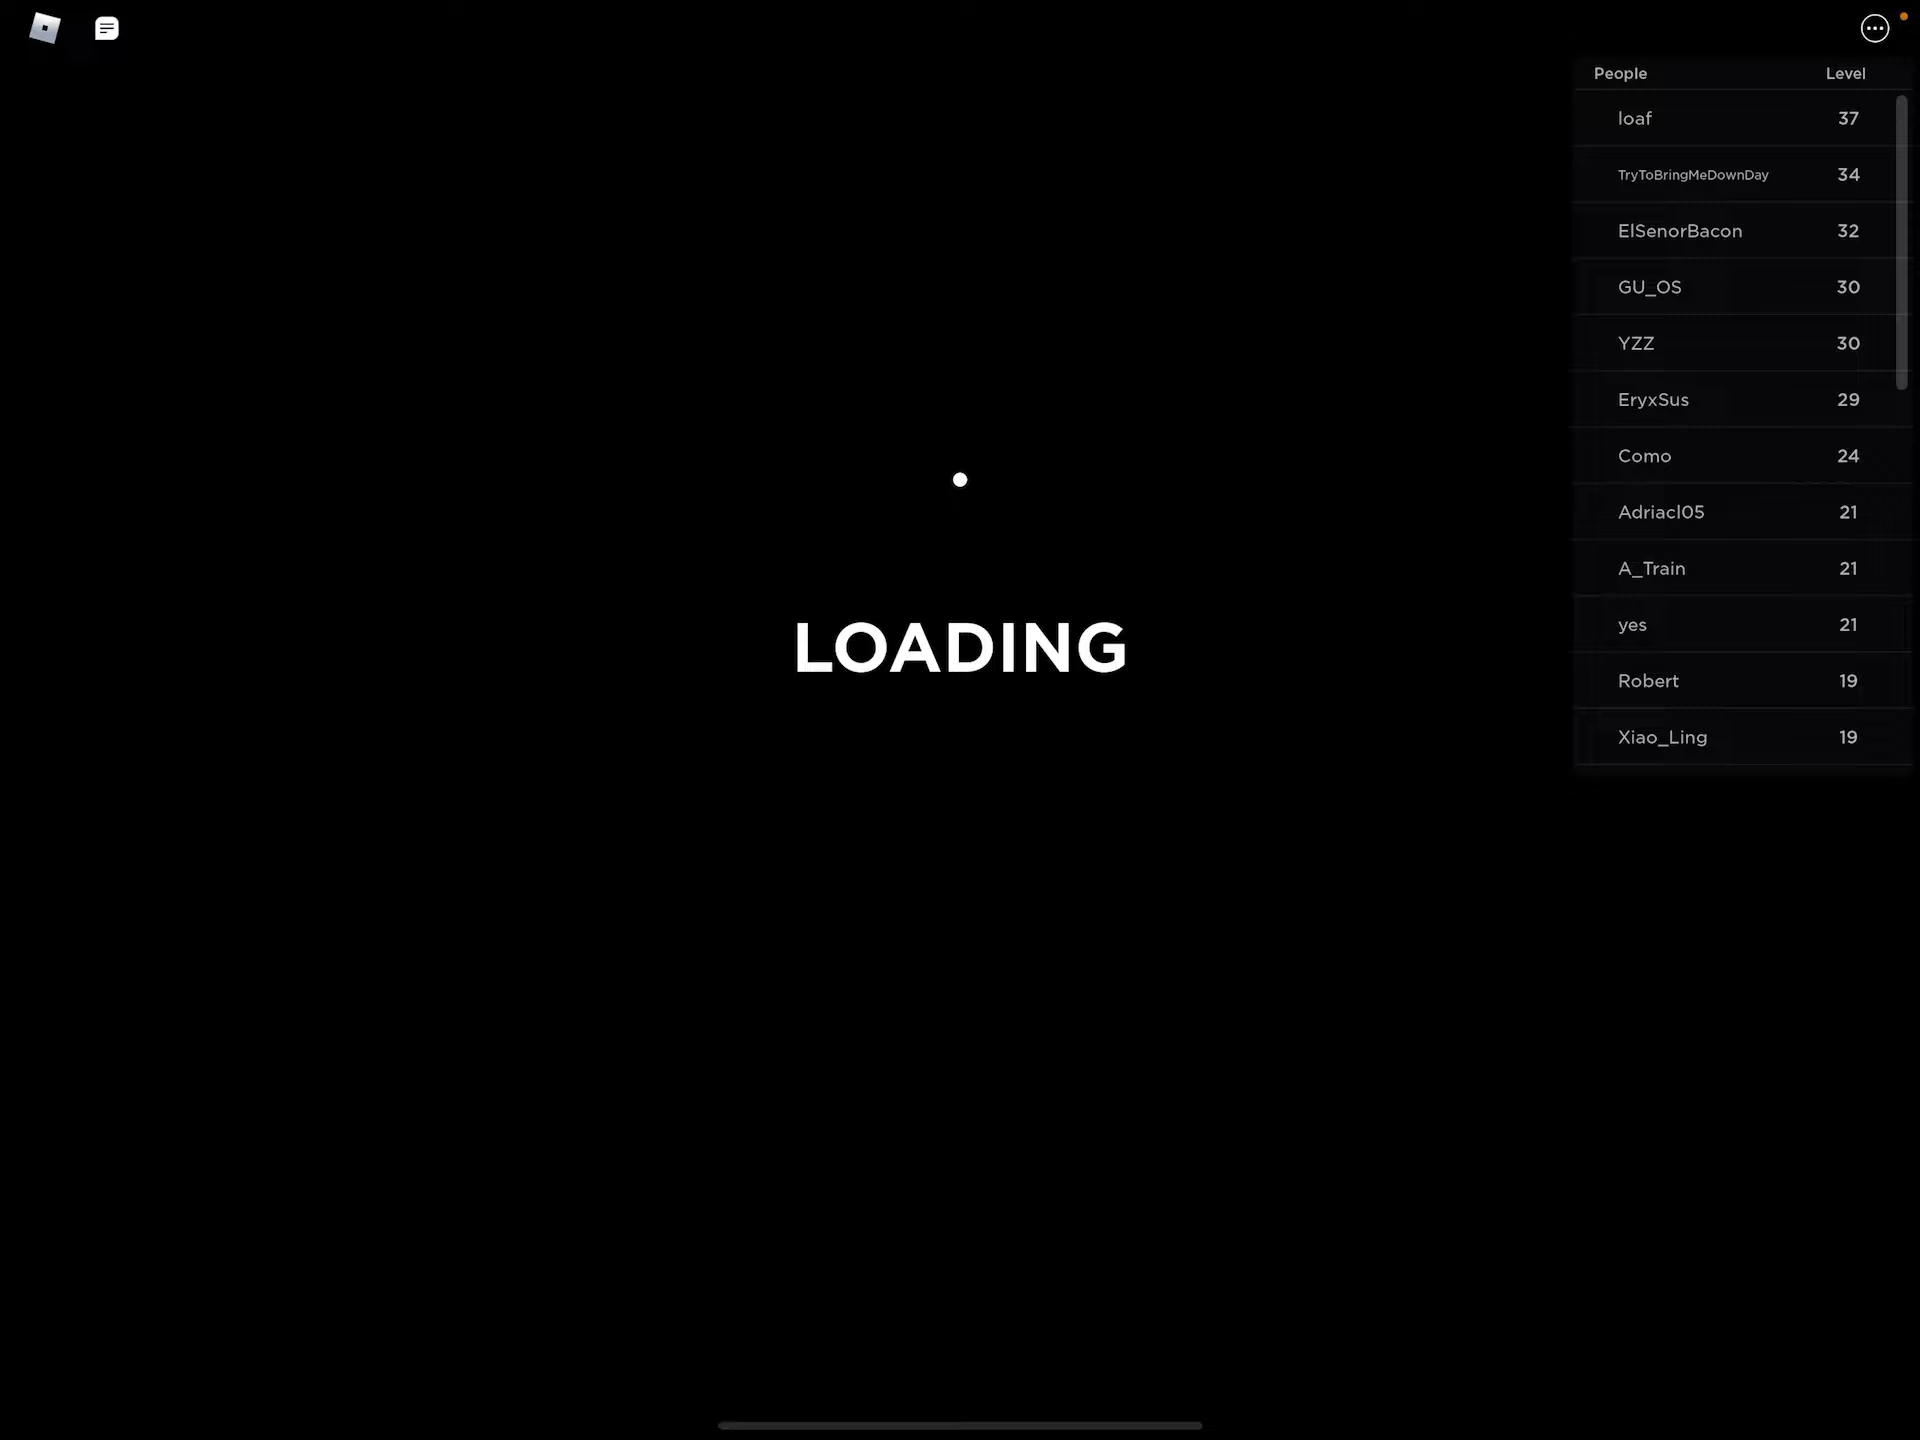 People Level
loaf 37
TryToBringMeDownDay 34
ElSenorBacon 32
GU_OS 30
YZZ 30
EryxSus 29
Como 24
Adriacl05 21
A_Train 21
yes 21
Robert 19
Xiao_Ling 19
LOADING